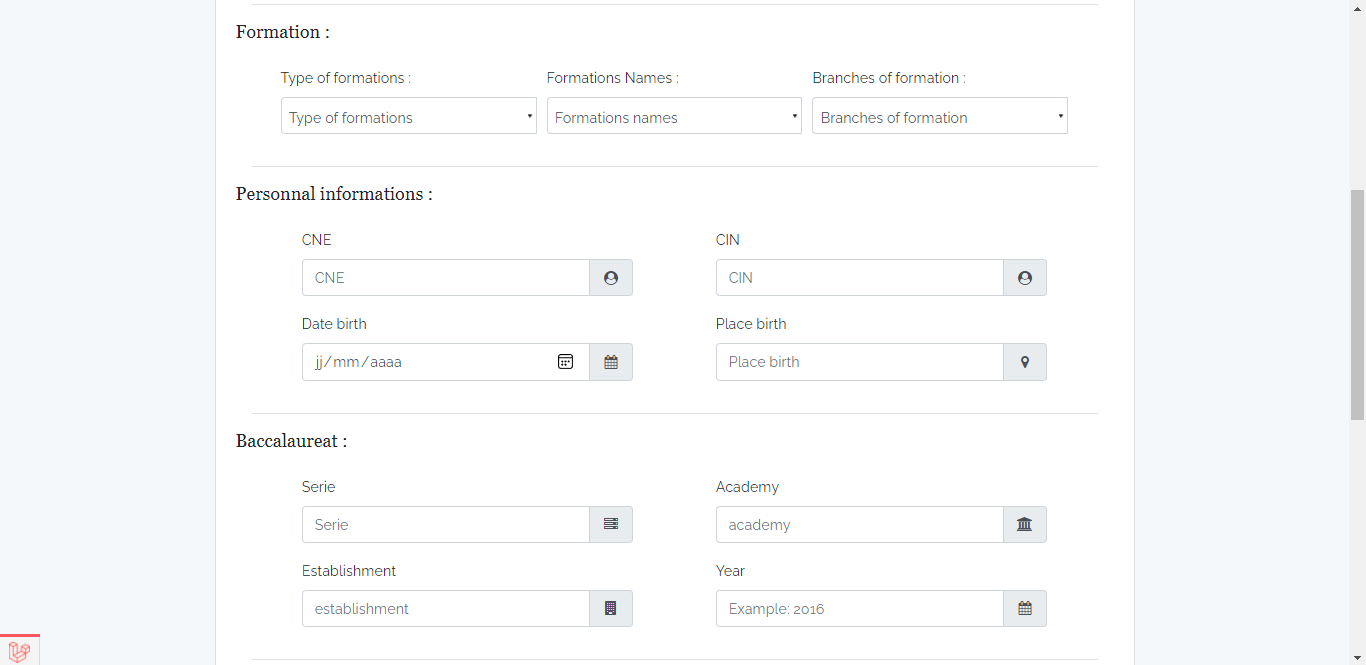 Formation :
Type of formations : Formations Names : Branches of formation :
Type of formations Formations names Branches of formation
Personnal informations :
CNE CIN
CNE CIN
Date birth Place birth
jj/mm/aaaa Place birth
Baccalaureat :
Serie Academy
Serie academy
Establishment Year
establishment Example: 2016